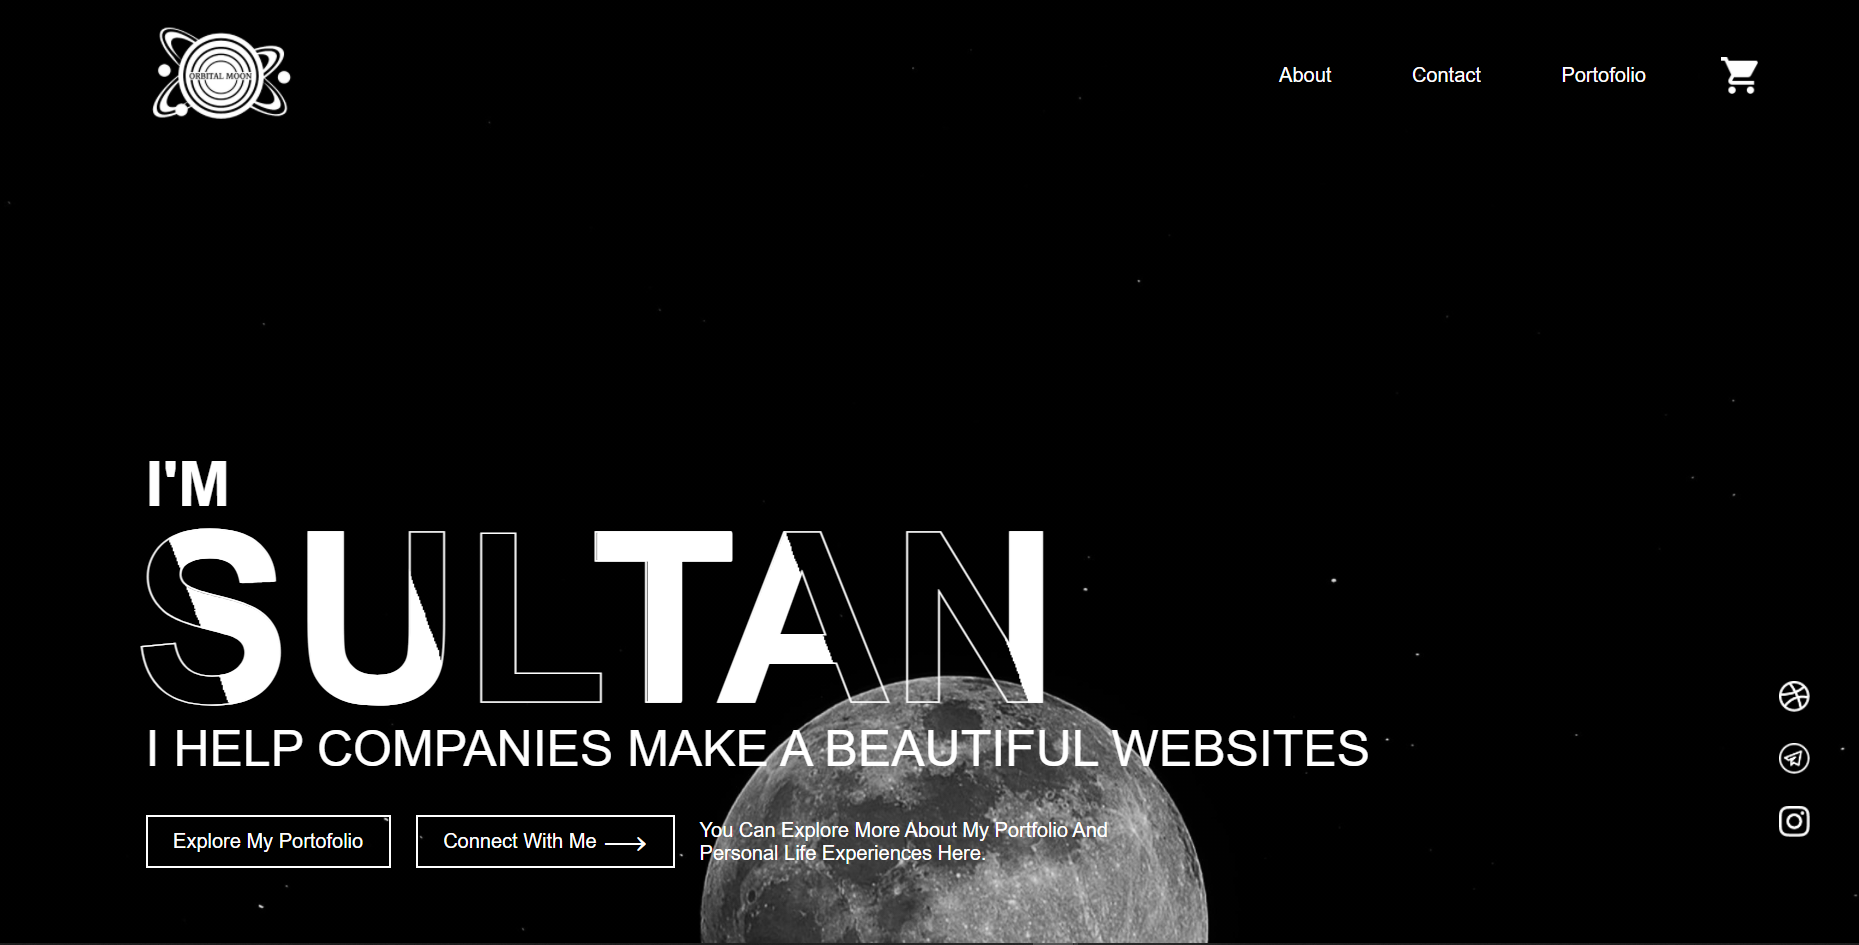 ORBITAL MOON
About
Contact
Portofolio
I'M
SULTAN
I HELP COMPANIES MAKE A BEAUTIFUL WEBSITES
Explore My Portofolio
Connect With Me
You Can Explore More About My Portfolio And
Personal Life Experiences Here.